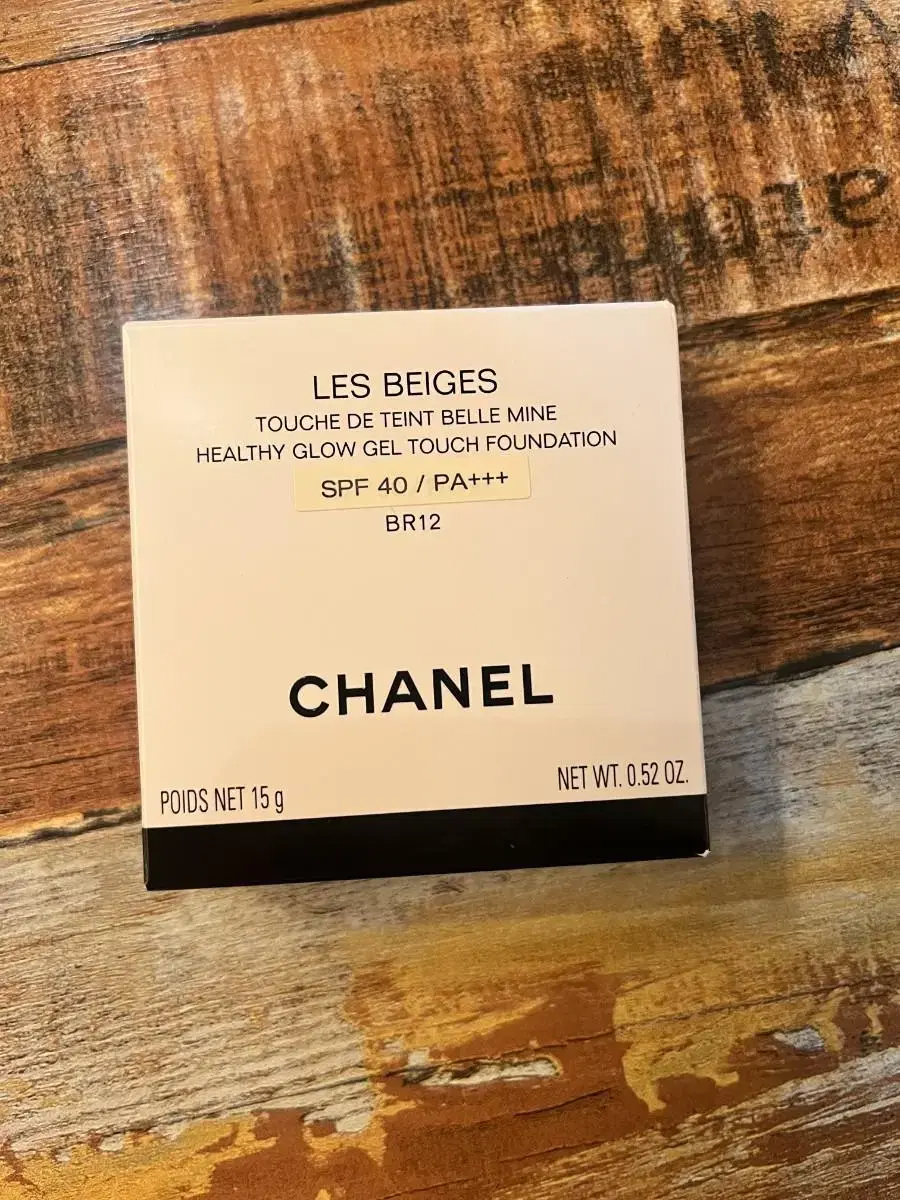 LES BEIGES
TOUCHE DE TEINT BELLE MINE
HEALTHY GLOW GEL TOUCH FOUNDATION
SPF 40 / PA+++
BR12
CHANEL
POIDS NET 15 g
NET WT. 0.52 OZ.